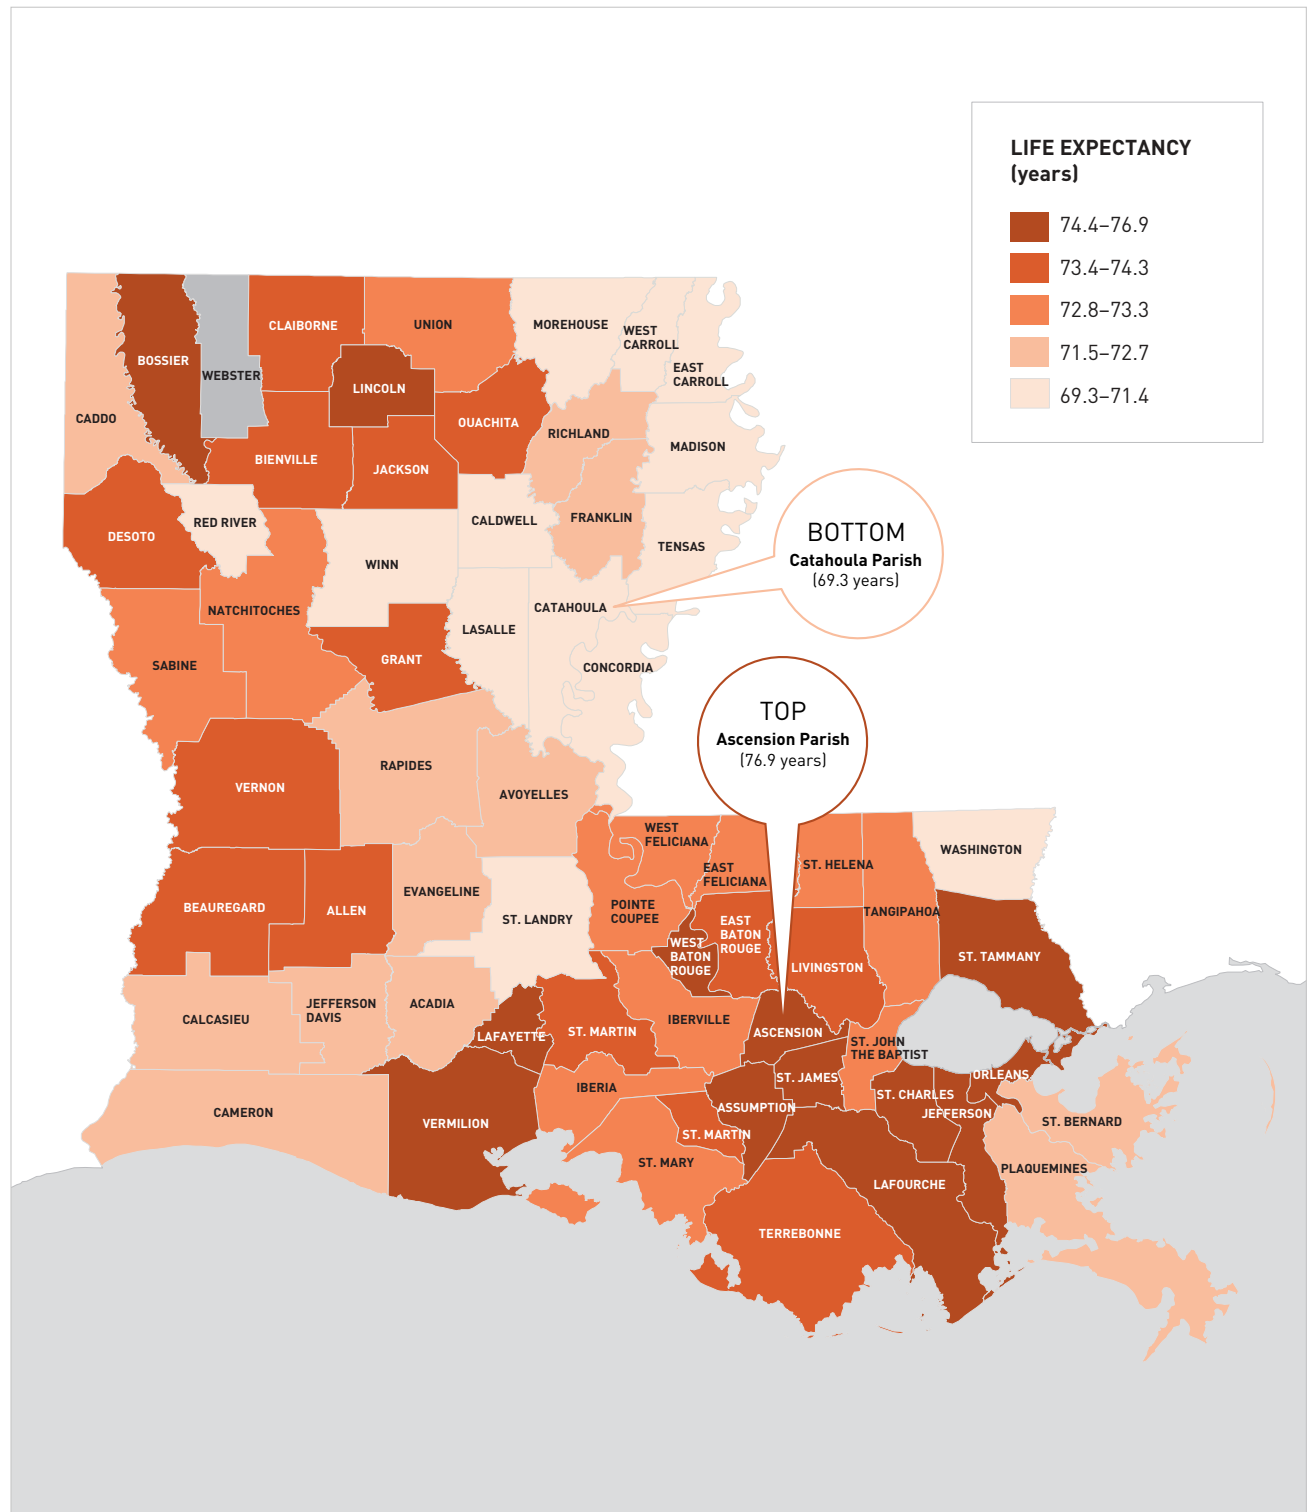 LIFE EXPECTANCY
(years)
74.4–76.9
73.4–74.3
72.8–73.3
71.5–72.7
69.3–71.4
CADDO
BOSSIER
WEBSTER
CLAIBORNE
UNION
LINCOLN
MOREHOUSE
WEST
CARROLL
EAST
CARROLL
OUACHITA
RICHLAND
MADISON
BIENVILLE
JACKSON
DESOTO
RED RIVER
CALDWELL
FRANKLIN
TENSAS
WINN
BOTTOM
Catahoula Parish
(69.3 years)
NATCHITOCHES
CATAHOULA
LASALLE
SABINE
GRANT
CONCORDIA
TOP
Ascension Parish
(76.9 years)
VERNON
RAPIDES
AVOYELLES
WEST
FELICIANA
EAST
FELICIANA
ST. HELENA
WASHINGTON
BEAUREGARD
ALLEN
EVANGELINE
ST. LANDRY
POINTE
COUPEE
TANGIPAHOA
EAST
BATON
ROUGE
WEST
BATON
ROUGE
LIVINGSTON
ST. TAMMANY
CALCASIEU
JEFFERSON
DAVIS
ACADIA
LAFAYETTE
ST. MARTIN
IBERVILLE
ASCENSION
ST. JOHN
THE BAPTIST
CAMERON
VERMILION
IBERIA
ST. JAMES
ORLEANS
ST. CHARLES
ASSUMPTION
JEFFERSON
ST. BERNARD
ST. MARTIN
ST. MARY
PLAQUEMINES
LAFOURCHE
TERREBONNE